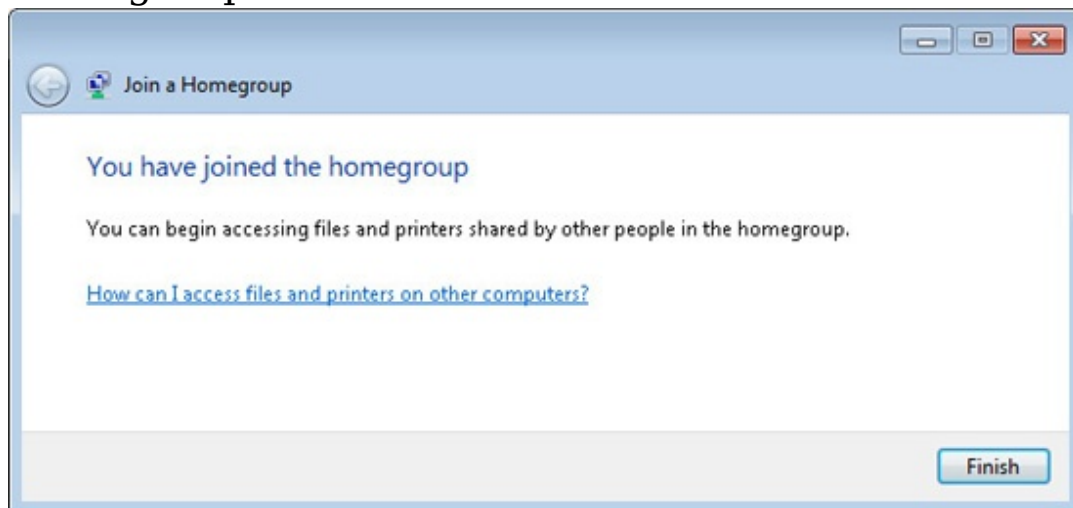 Join a Homegroup
You have joined the homegroup
You can begin accessing files and printers shared by other people in the homegroup.
How can I access files and printers on other computers?
Finish